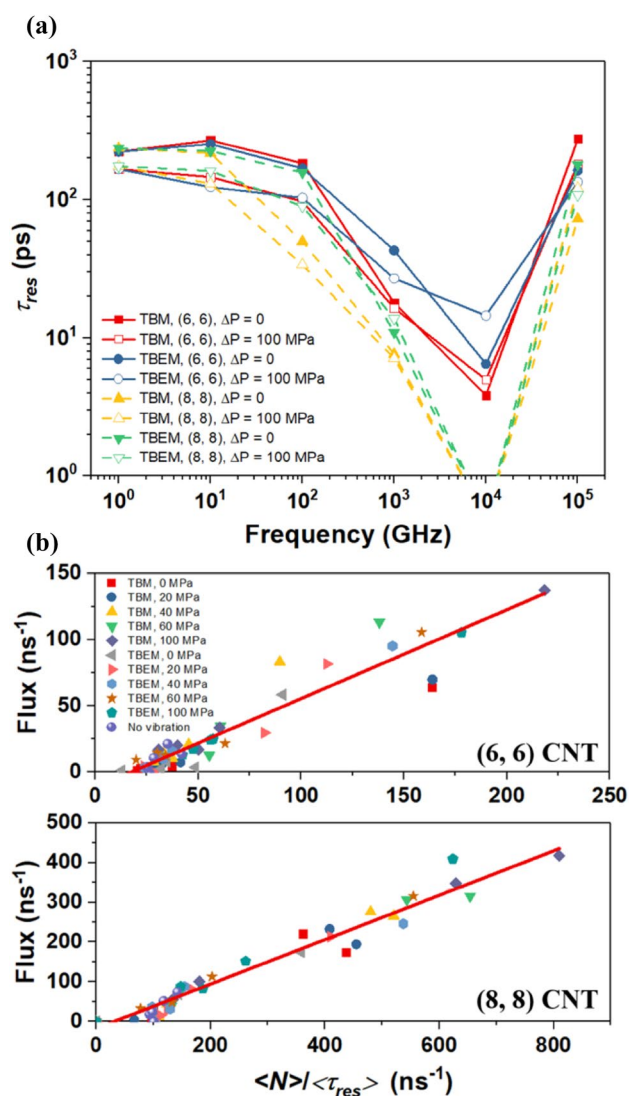 (a)
10³
10²
10¹
10⁰
τres (ps)
TBM, (6, 6), ΔP = 0
TBM, (6, 6), ΔP = 100 MPa
TBEM, (6, 6), ΔP = 0
TBEM, (6, 6), ΔP = 100 MPa
TBM, (8, 8), ΔP = 0
TBM, (8, 8), ΔP = 100 MPa
TBEM, (8, 8), ΔP = 0
TBEM, (8, 8), ΔP = 100 MPa
10⁰ 10¹ 10² 10³ 10⁴ 10⁵
Frequency (GHz)
(b)
150
100
50
0
Flux (ns⁻¹)
TBM, 0 MPa
TBM, 20 MPa
TBM, 40 MPa
TBM, 60 MPa
TBM, 100 MPa
TBEM, 0 MPa
TBEM, 20 MPa
TBEM, 40 MPa
TBEM, 60 MPa
TBEM, 100 MPa
No vibration
(6, 6) CNT
0 50 100 150 200 250
500
400
300
200
100
0
Flux (ns⁻¹)
(8, 8) CNT
0 200 400 600 800
<N>/<τres> (ns⁻¹)